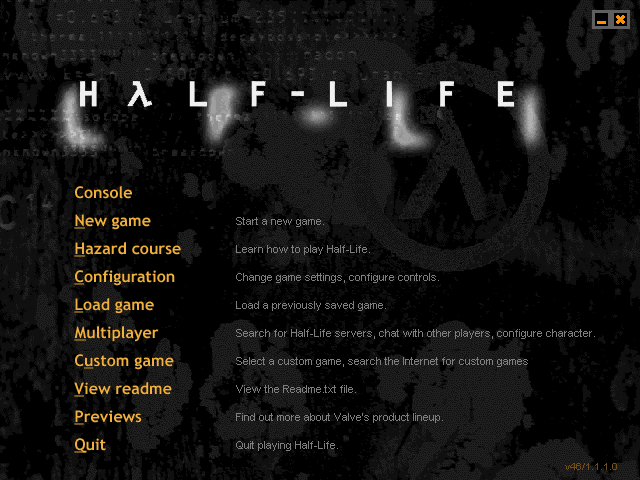 HλLF-LIFE
Console
New game Start a new game.
Hazard course Learn how to play Half-Life.
Configuration Change game settings, configure controls.
Load game Load a previously saved game.
Multiplayer Search for Half-Life servers, chat with other players, configure character.
Custom game Select a custom game, search the Internet for custom games
View readme View the Readme.txt file.
Previews Find out more about Valve's product lineup.
Quit Quit playing Half-Life.
v46/1.1.1.0